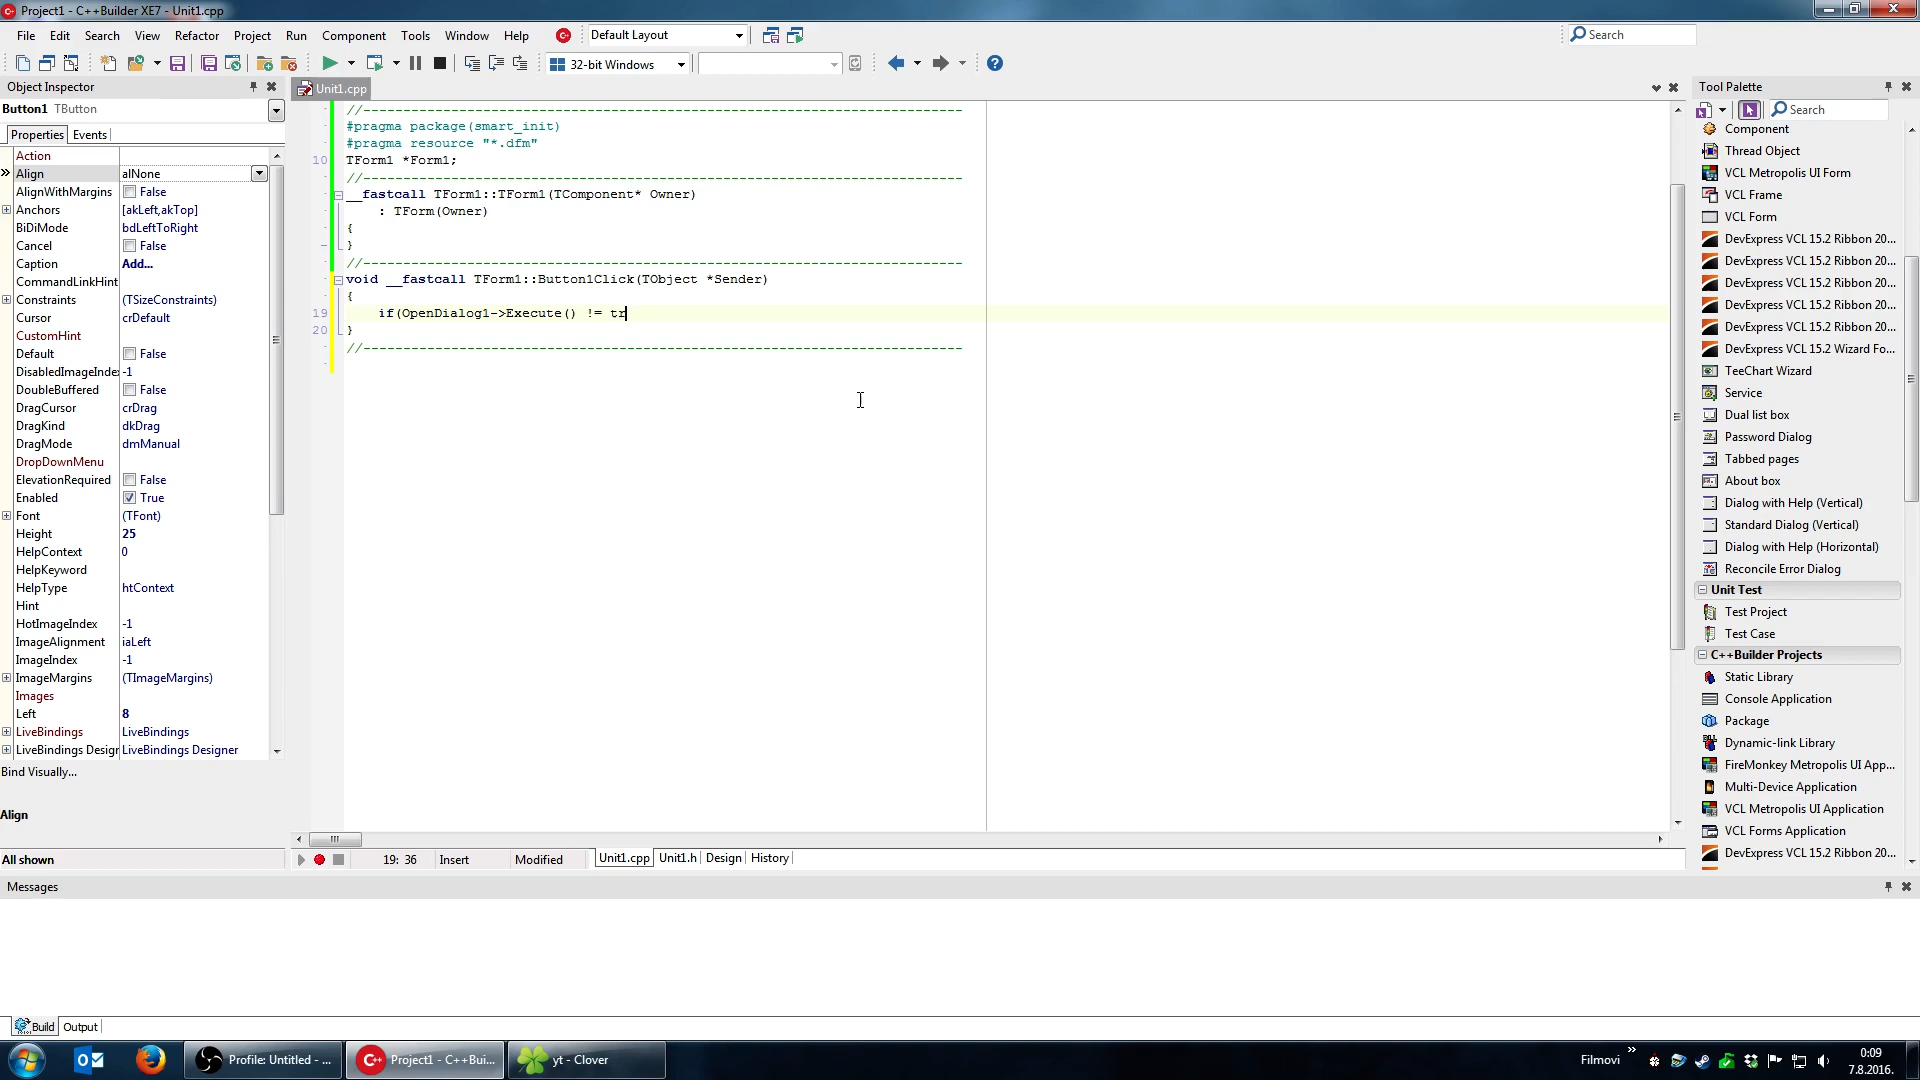 Project1 - C++Builder XE7 - Unit1.cpp
File Edit Search View Refactor Project Run Component Tools Window Help Default Layout Search
32-bit Windows
Object Inspector
Button1 TButton
Properties Events
Action
Align alNone
AlignWithMargins False
Anchors [akLeft,akTop]
BiDiMode bdLeftToRight
Cancel False
Caption Add...
CommandLinkHint
Constraints (TSizeConstraints)
Cursor crDefault
CustomHint
Default False
DisabledImageIndex -1
DoubleBuffered False
DragCursor crDrag
DragKind dkDrag
DragMode dmManual
DropDownMenu
ElevationRequired False
Enabled True
Font (TFont)
Height 25
HelpContext 0
HelpKeyword
HelpType htContext
Hint
HotImageIndex -1
ImageAlignment iaLeft
ImageIndex -1
ImageMargins (TImageMargins)
Images
Left 8
LiveBindings LiveBindings
LiveBindings Desigr LiveBindings Designer
Bind Visually...
Align
All shown
Unit1.cpp
//---------------------------------------------------------------------------
#pragma package(smart_init)
#pragma resource "*.dfm"
10 TForm1 *Form1;
//---------------------------------------------------------------------------
__fastcall TForm1::TForm1(TComponent* Owner)
: TForm(Owner)
{
}
//---------------------------------------------------------------------------
void __fastcall TForm1::Button1Click(TObject *Sender)
{
19 if(OpenDialog1->Execute() != tr
20 }
//---------------------------------------------------------------------------
19: 36 Insert Modified Unit1.cpp Unit1.h Design History
Tool Palette
Search
Component
Thread Object
VCL Metropolis UI Form
VCL Frame
VCL Form
DevExpress VCL 15.2 Ribbon 20...
DevExpress VCL 15.2 Ribbon 20...
DevExpress VCL 15.2 Ribbon 20...
DevExpress VCL 15.2 Ribbon 20...
DevExpress VCL 15.2 Ribbon 20...
DevExpress VCL 15.2 Wizard Fo...
TeeChart Wizard
Service
Dual list box
Password Dialog
Tabbed pages
About box
Dialog with Help (Vertical)
Standard Dialog (Vertical)
Dialog with Help (Horizontal)
Reconcile Error Dialog
Unit Test
Test Project
Test Case
C++Builder Projects
Static Library
Console Application
Package
Dynamic-link Library
FireMonkey Metropolis UI App...
Multi-Device Application
VCL Metropolis UI Application
VCL Forms Application
DevExpress VCL 15.2 Ribbon 20...
Messages
Build Output
Profile: Untitled - ... Project1 - C++Bui... yt - Clover Filmovi
0:09
7.8.2016.